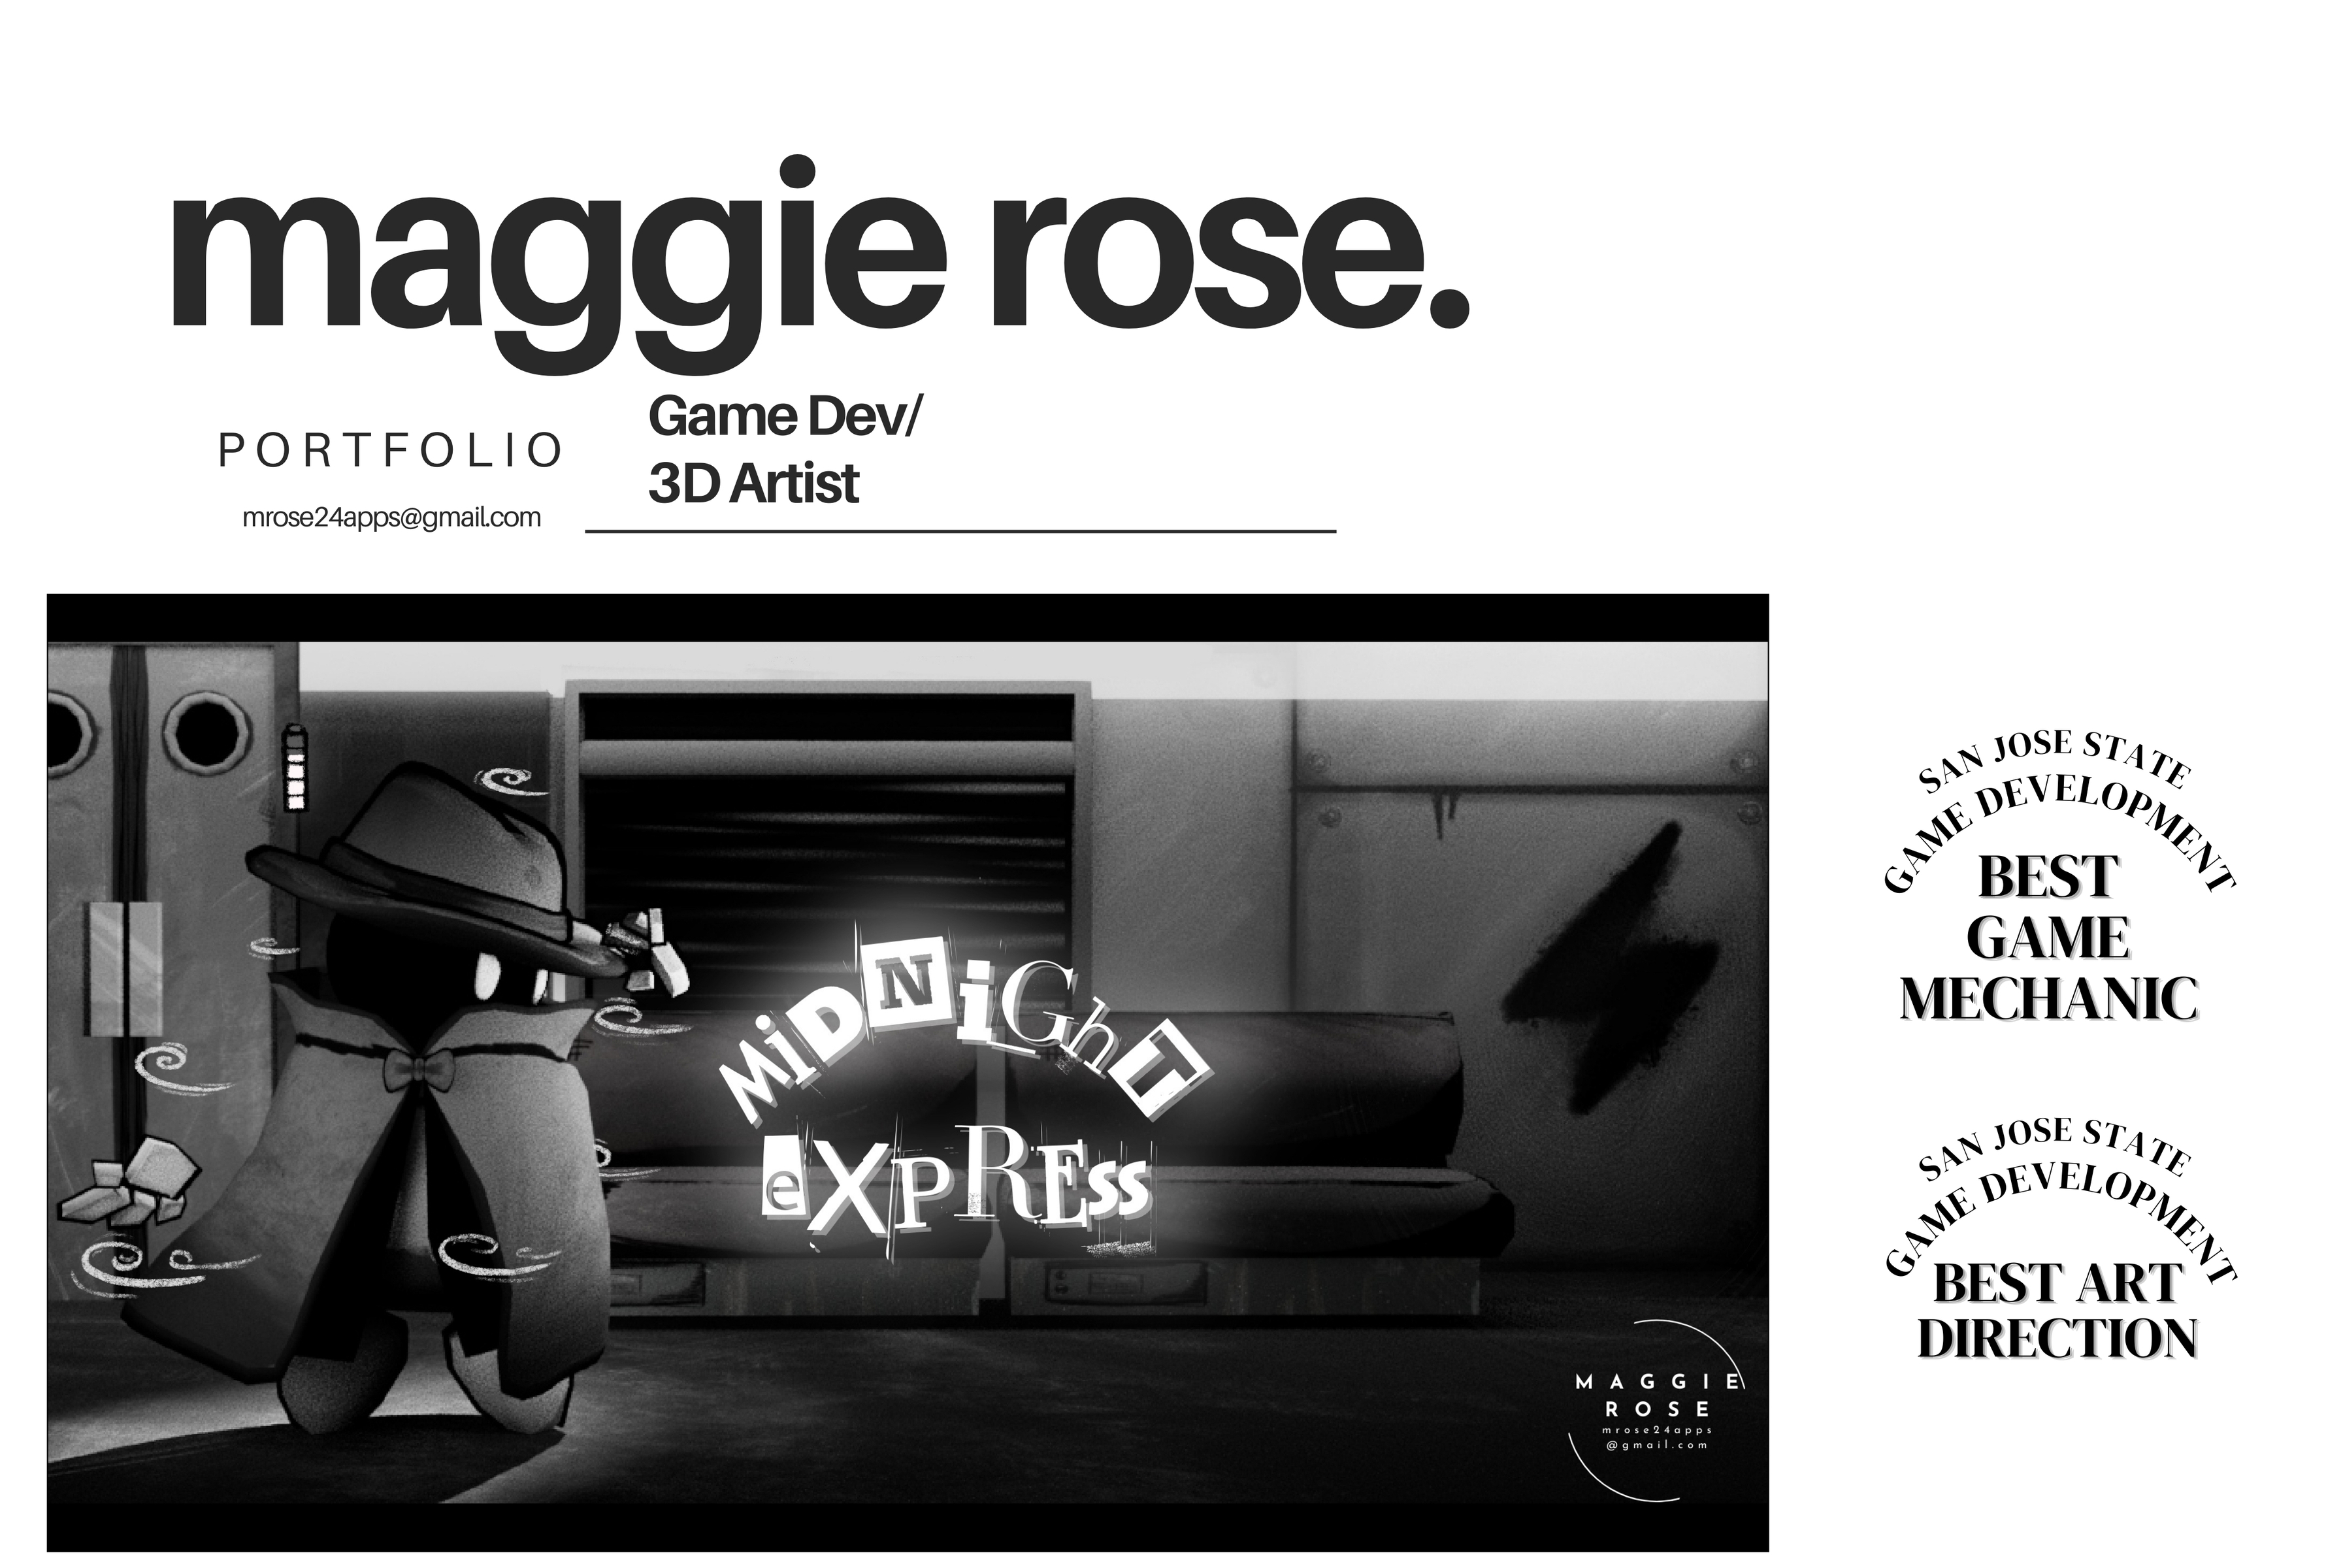 maggie rose.
PORTFOLIO
mrose24apps@gmail.com
Game Dev/
3D Artist
MiDNiGhT
eXPREss
MAGGIE
ROSE
mrose24apps
@gmail.com
SAN JOSE STATE
GAME DEVELOPMENT
BEST
GAME
MECHANIC
SAN JOSE STATE
GAME DEVELOPMENT
BEST ART
DIRECTION